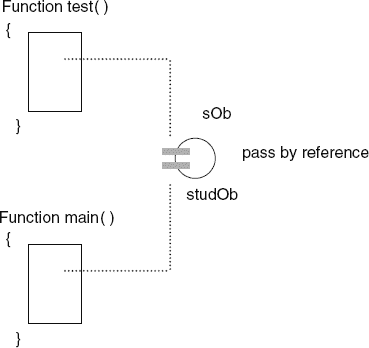 Function test( )
{
}
sOb
pass by reference
studOb
Function main( )
{
}